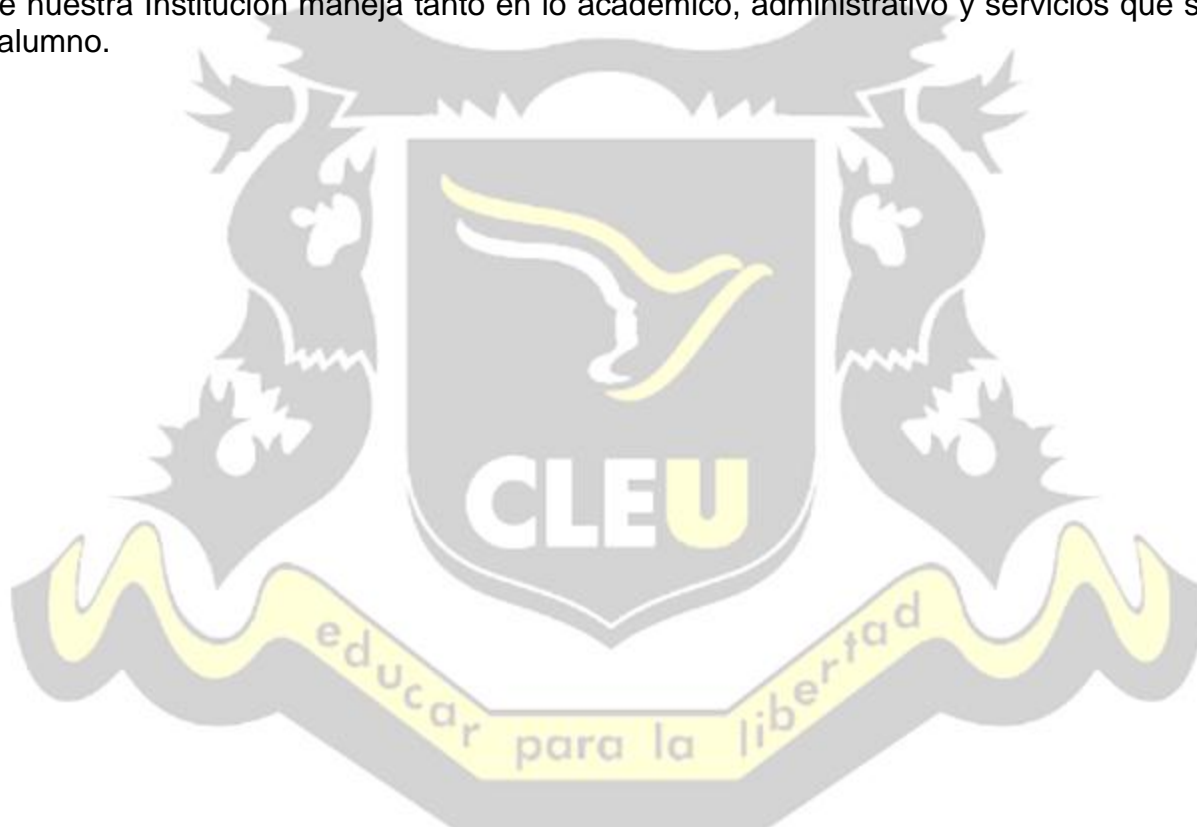 nuestra Institución maneja tanto en lo académico, administrativo y servicios que
alumno.
CLEU
educar para la libertad